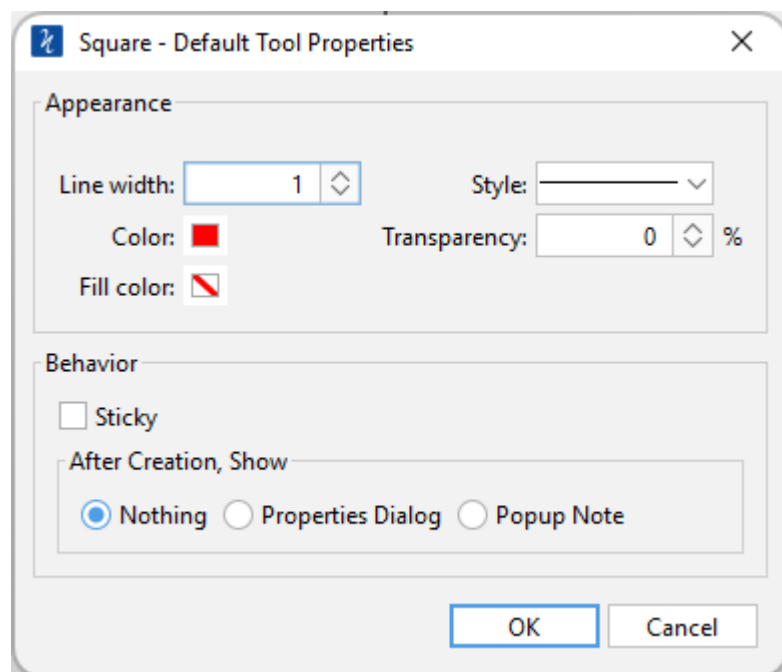 Square - Default Tool Properties
Appearance
Line width: 1 Style:
Color: Transparency: 0 %
Fill color:
Behavior
Sticky
After Creation, Show
Nothing Properties Dialog Popup Note
OK Cancel